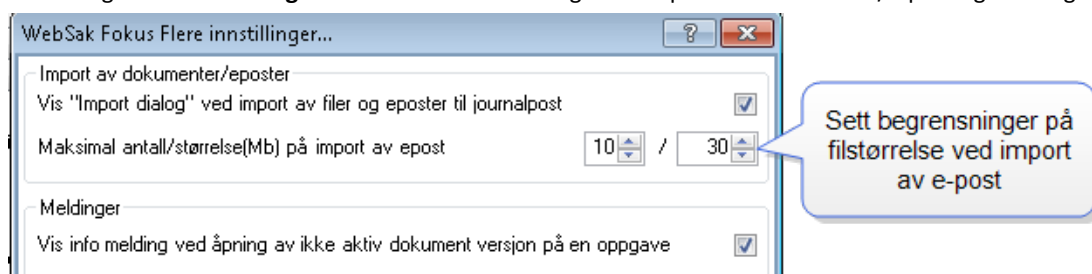 WebSak Fokus Flere innstillinger...
Import av dokumenter/eposter
Vis "Import dialog" ved import av filer og eposter til journalpost
Maksimal antall/størrelse(Mb) på import av epost 10 / 30
Sett begrensninger på
filstørrelse ved import
av e-post
Meldinger
Vis info melding ved åpning av ikke aktiv dokument versjon på en oppgave